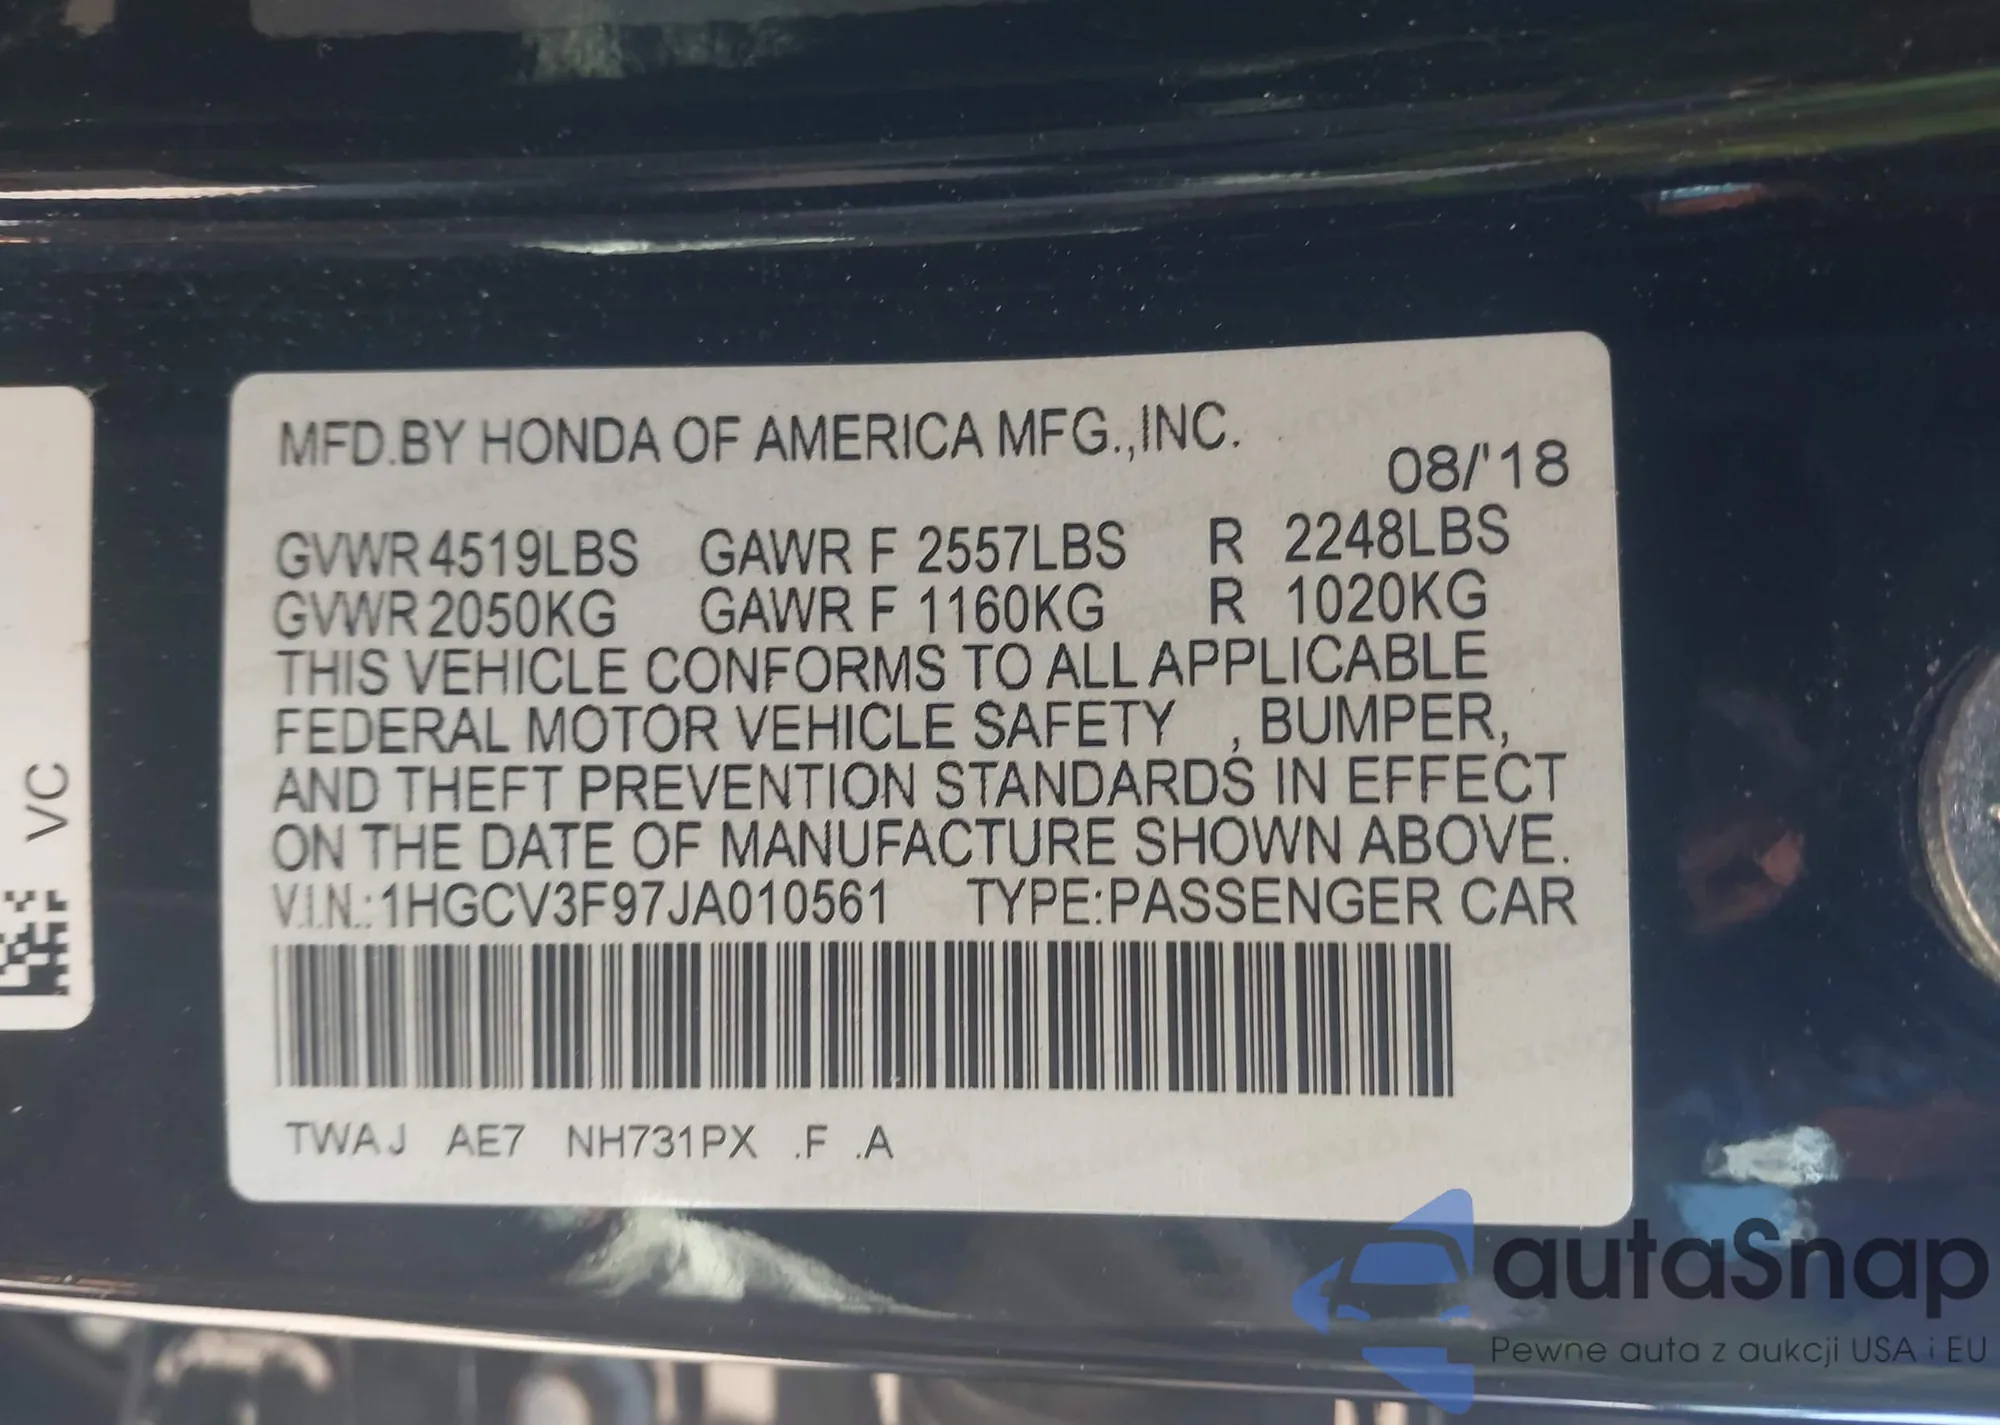 MFD.BY HONDA OF AMERICA MFG.,INC.
08/'18
GVWR 4519LBS GAWR F 2557LBS R 2248LBS
GVWR 2050KG GAWR F 1160KG R 1020KG
THIS VEHICLE CONFORMS TO ALL APPLICABLE
FEDERAL MOTOR VEHICLE SAFETY , BUMPER,
AND THEFT PREVENTION STANDARDS IN EFFECT
ON THE DATE OF MANUFACTURE SHOWN ABOVE.
V.I.N.:1HGCV3F97JA010561 TYPE:PASSENGER CAR
TWAJ AE7 NH731PX .F .A
VC
autaSnap
Pewne auta z aukcji USA i EU